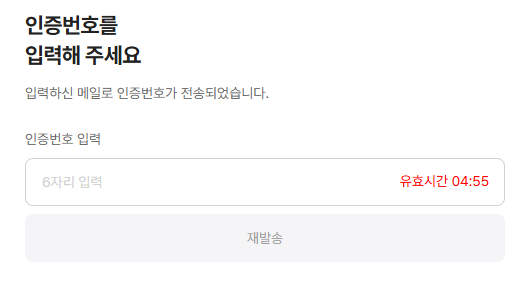 인증번호를
입력해 주세요
입력하신 메일로 인증번호가 전송되었습니다.
인증번호 입력
6자리 입력
유효시간 04:55
재발송